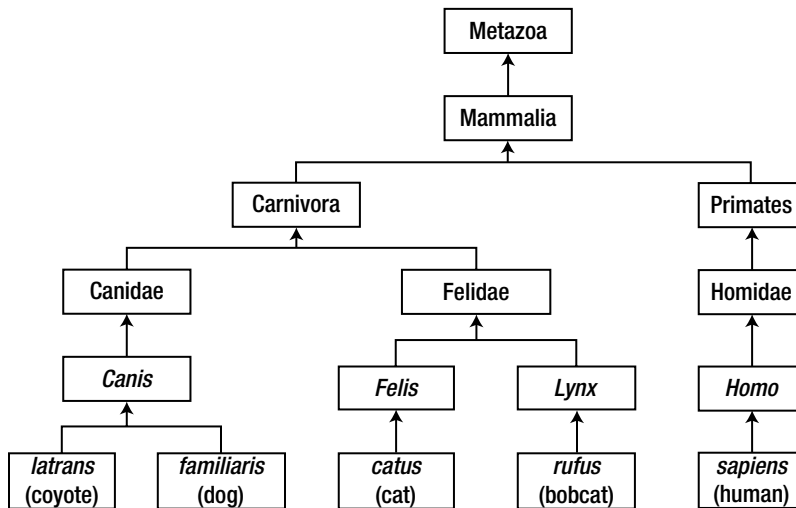 Metazoa
Mammalia
Carnivora
Primates
Canidae
Felidae
Homidae
Canis
Felis
Lynx
Homo
latrans
(coyote)
familiaris
(dog)
catus
(cat)
rufus
(bobcat)
sapiens
(human)